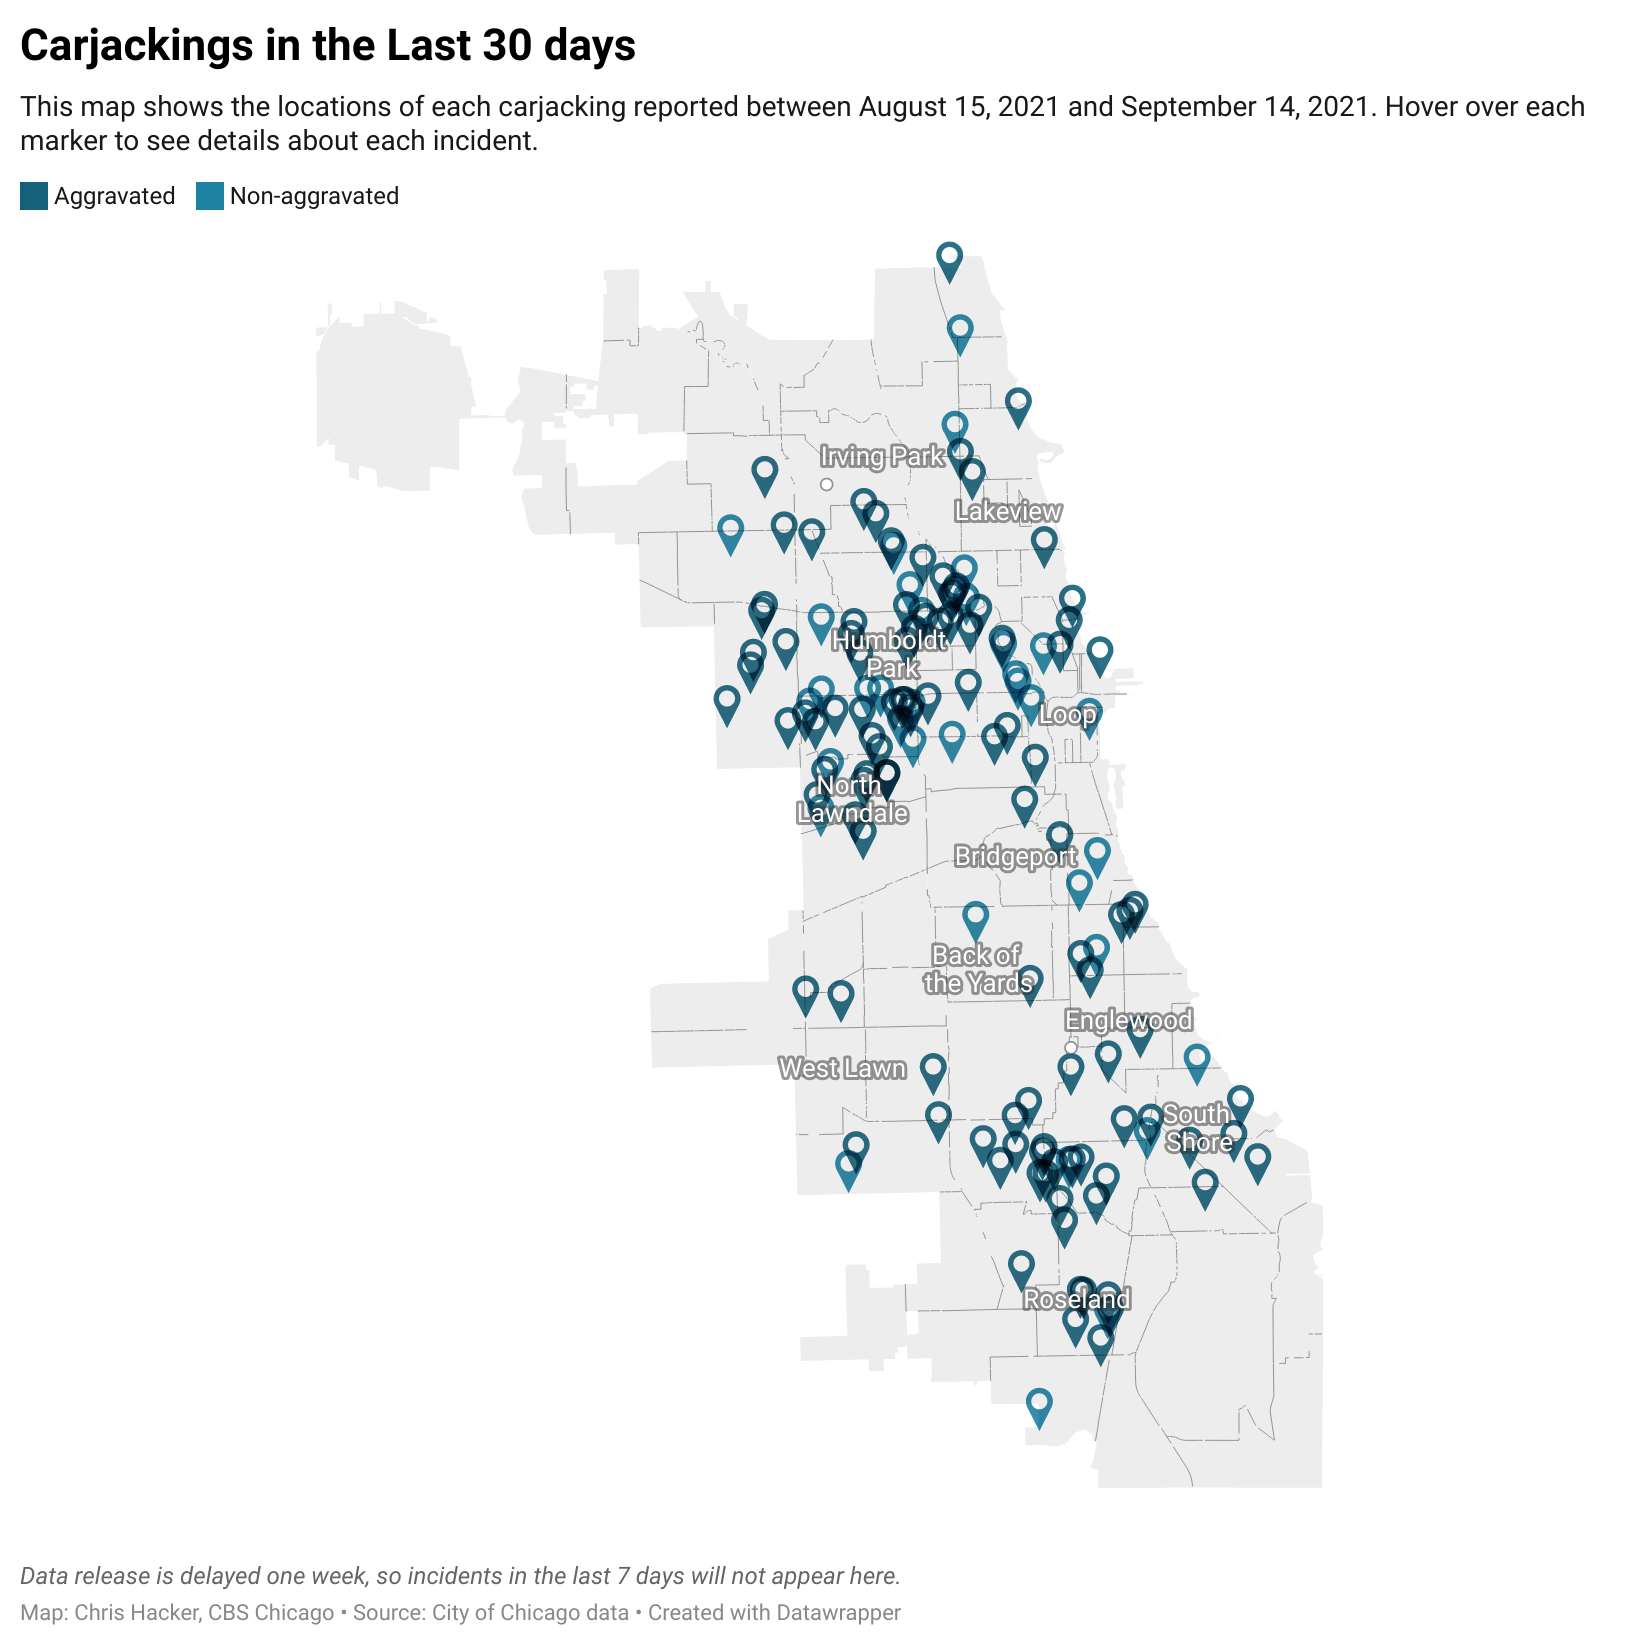 Carjackings in the Last 30 days
This map shows the locations of each carjacking reported between August 15, 2021 and September 14, 2021. Hover over each
marker to see details about each incident.
Aggravated Non-aggravated
Irving Park
Lakeview
Humboldt
Park
Loop
North
Lawndale
Bridgeport
Back of
the Yards
Englewood
West Lawn
South
Shore
Roseland
Data release is delayed one week, so incidents in the last 7 days will not appear here.
Map: Chris Hacker, CBS Chicago • Source: City of Chicago data • Created with Datawrapper